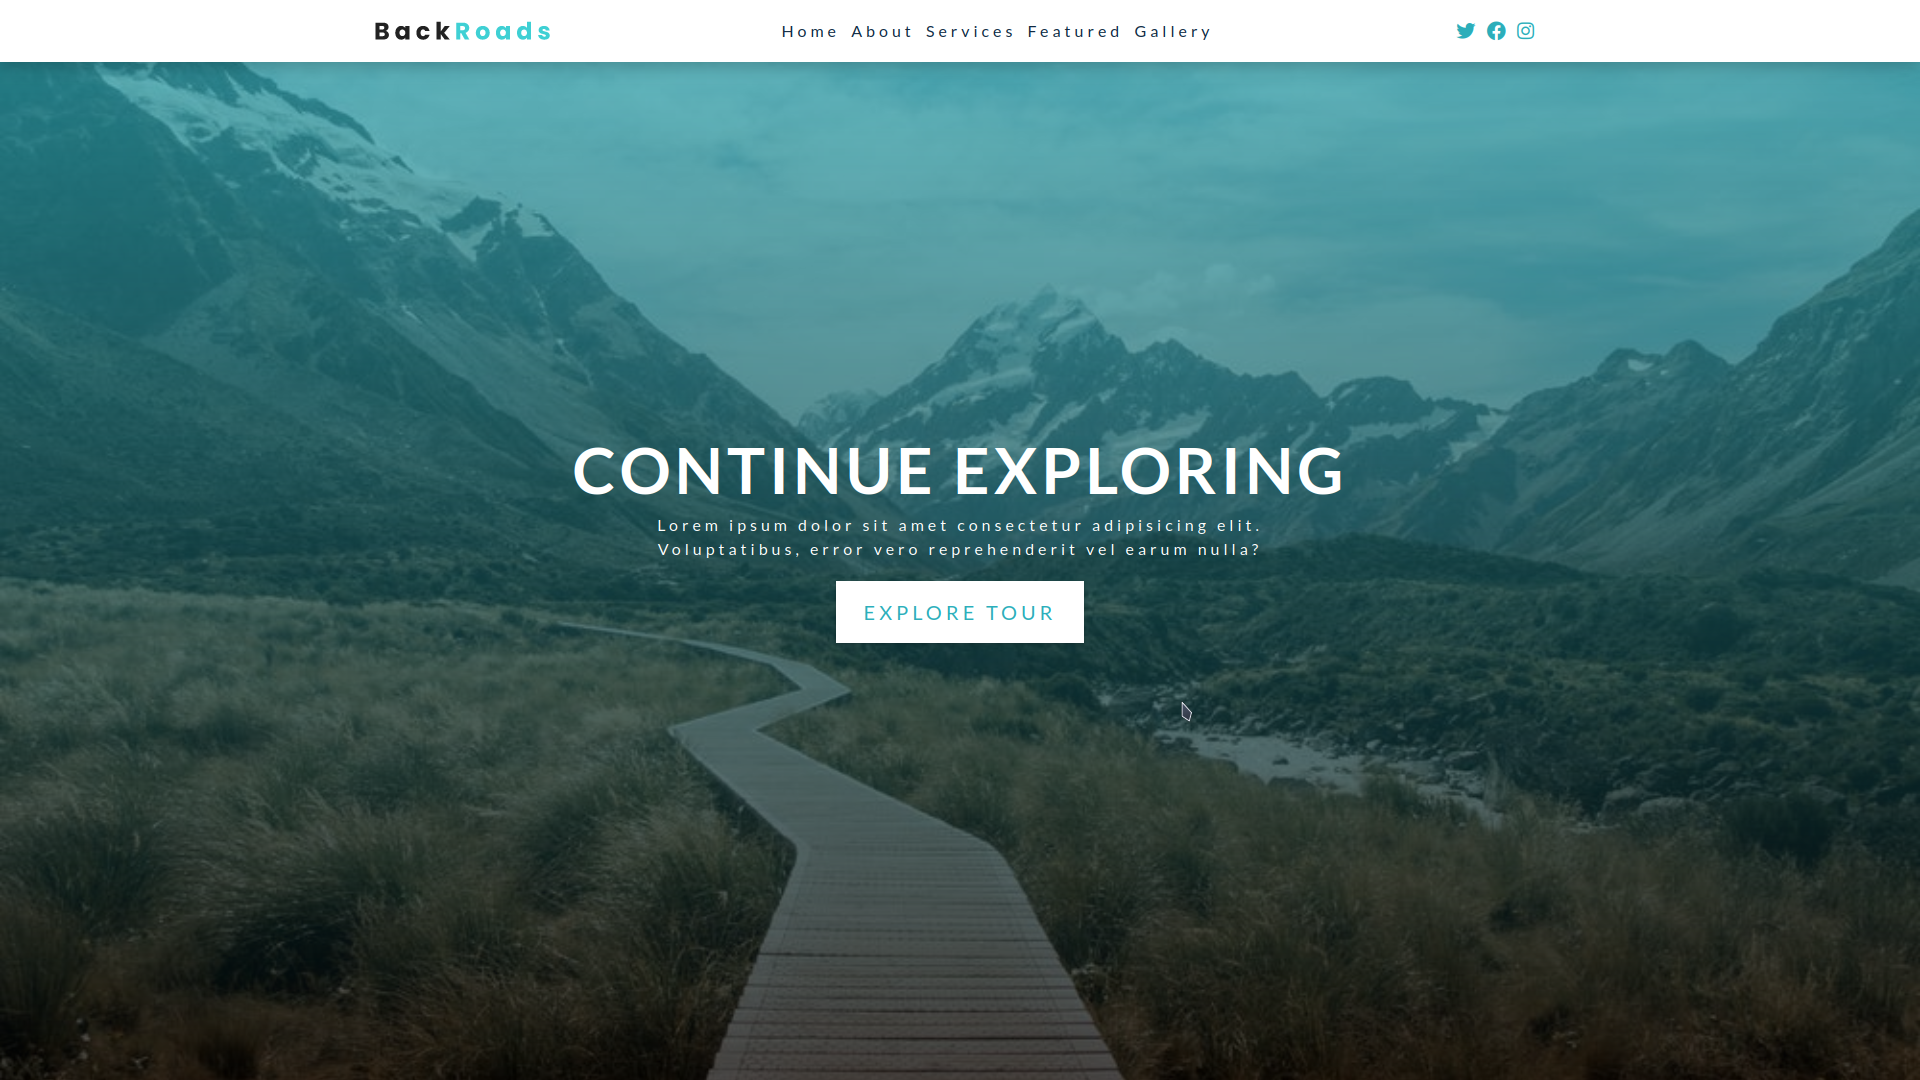 BackRoads
Home About Services Featured Gallery
CONTINUE EXPLORING
Lorem ipsum dolor sit amet consectetur adipisicing elit.
Voluptatibus, error vero reprehenderit vel earum nulla?
EXPLORE TOUR